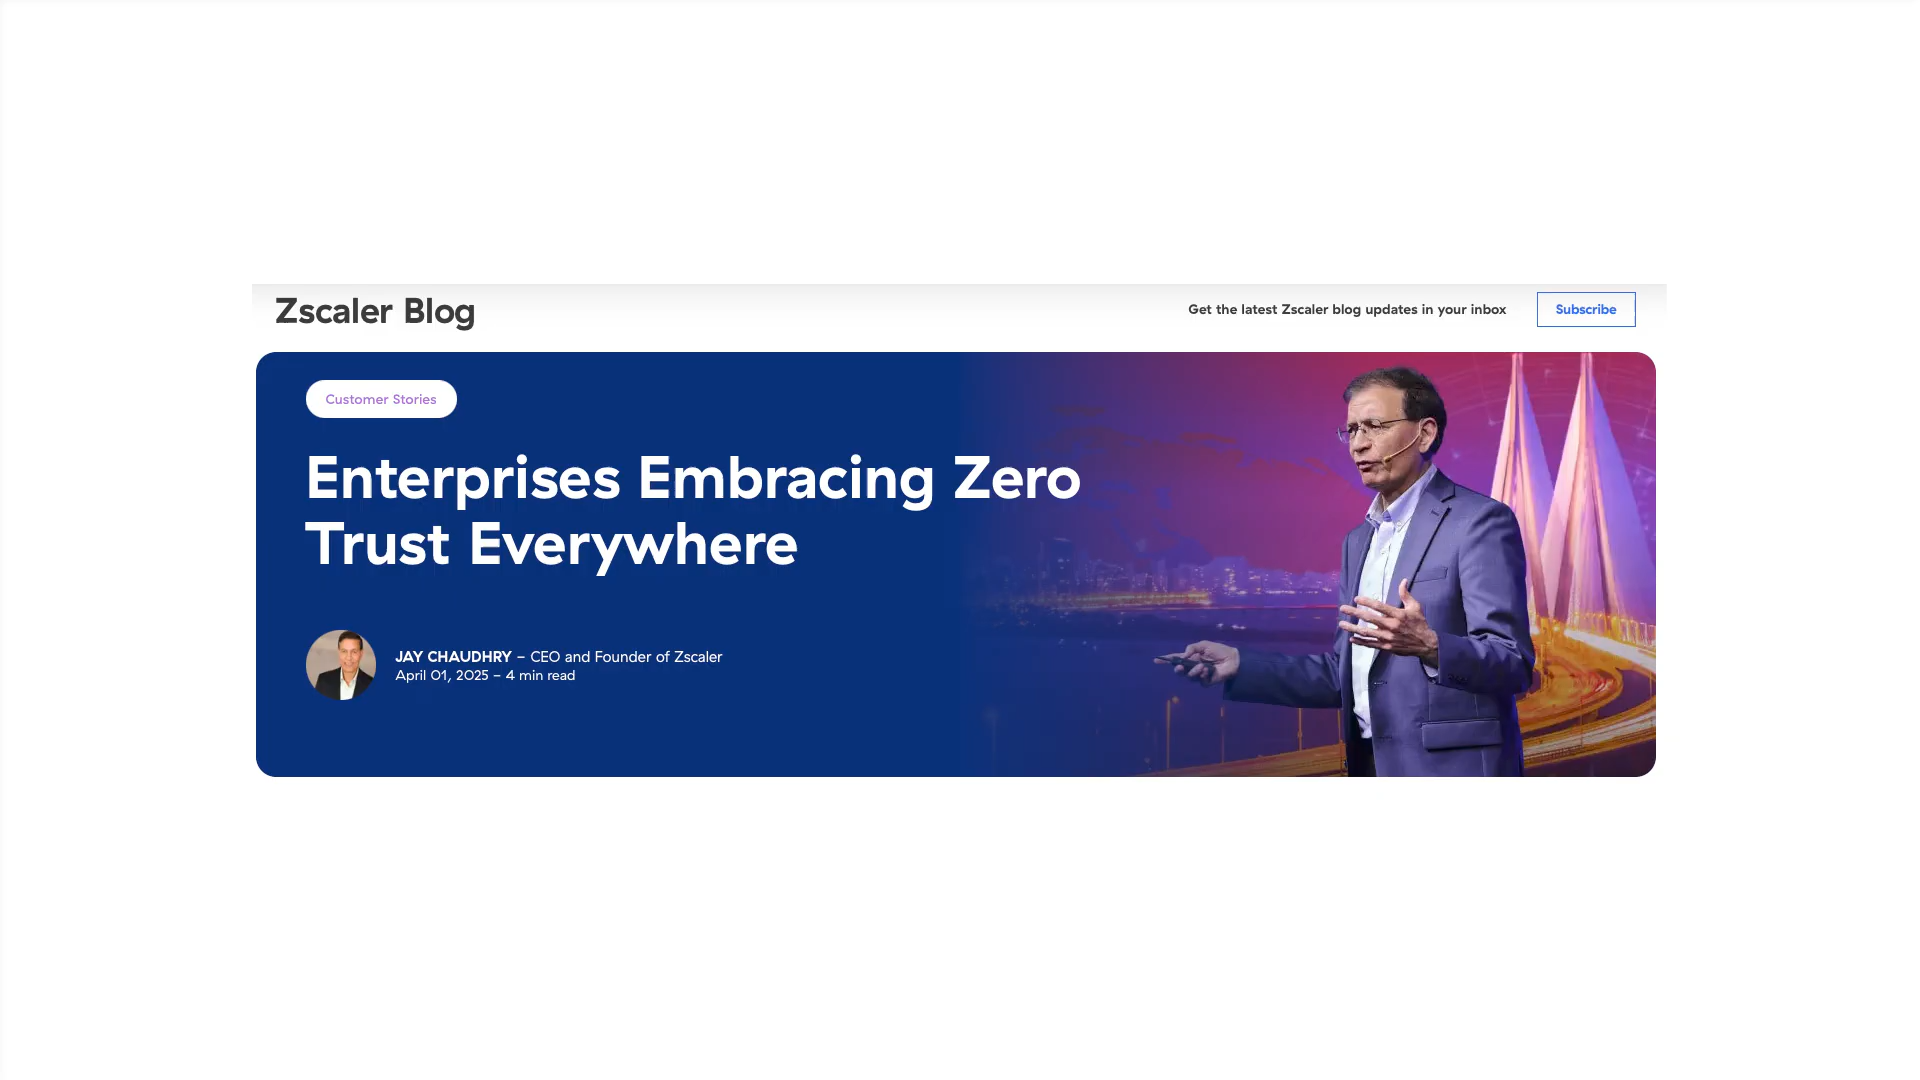 Zscaler Blog
Get the latest Zscaler blog updates in your inbox
Subscribe
Customer Stories
Enterprises Embracing Zero
Trust Everywhere
JAY CHAUDHRY – CEO and Founder of Zscaler
April 01, 2025 – 4 min read